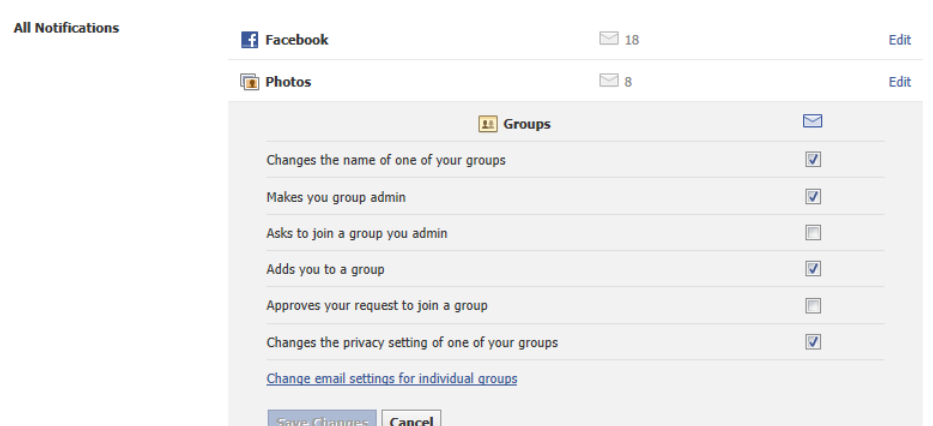 All Notifications
Facebook 18 Edit
Photos 8 Edit
Groups
Changes the name of one of your groups
Makes you group admin
Asks to join a group you admin
Adds you to a group
Approves your request to join a group
Changes the privacy setting of one of your groups
Change email settings for individual groups
Save Changes Cancel